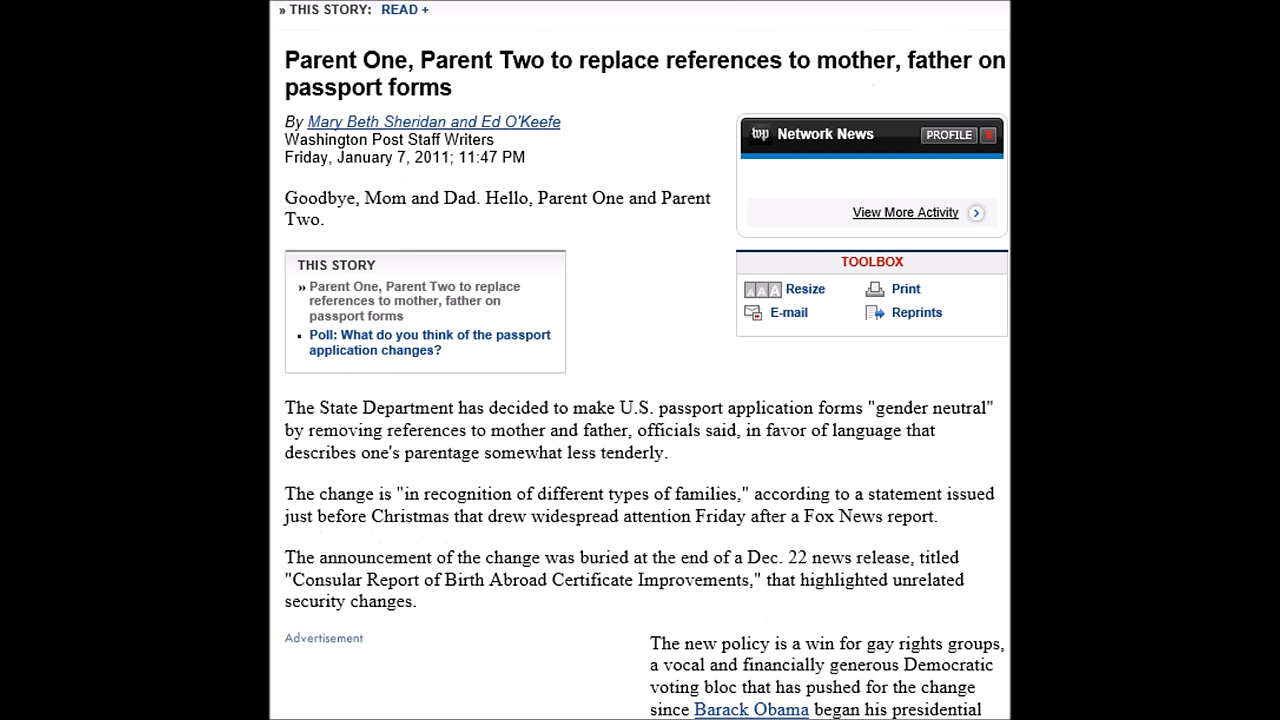 » THIS STORY: READ +
Parent One, Parent Two to replace references to mother, father on
passport forms
By Mary Beth Sheridan and Ed O'Keefe
Washington Post Staff Writers
Friday, January 7, 2011; 11:47 PM
Goodbye, Mom and Dad. Hello, Parent One and Parent
Two.
THIS STORY
» Parent One, Parent Two to replace
references to mother, father on
passport forms
▪ Poll: What do you think of the passport
application changes?
wp Network News PROFILE
View More Activity
TOOLBOX
AAA Resize Print
E-mail Reprints
The State Department has decided to make U.S. passport application forms "gender neutral"
by removing references to mother and father, officials said, in favor of language that
describes one's parentage somewhat less tenderly.
The change is "in recognition of different types of families," according to a statement issued
just before Christmas that drew widespread attention Friday after a Fox News report.
The announcement of the change was buried at the end of a Dec. 22 news release, titled
"Consular Report of Birth Abroad Certificate Improvements," that highlighted unrelated
security changes.
Advertisement
The new policy is a win for gay rights groups,
a vocal and financially generous Democratic
voting bloc that has pushed for the change
since Barack Obama began his presidential